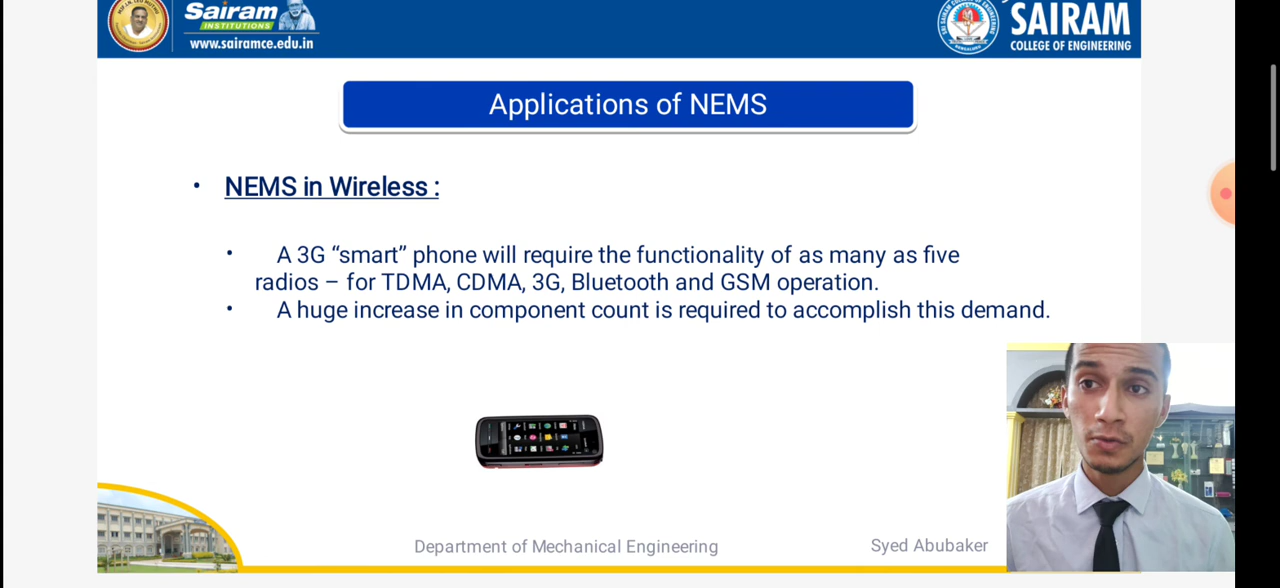 Sairam
INSTITUTIONS
www.sairamce.edu.in
SAIRAM
COLLEGE OF ENGINEERING
Applications of NEMS
• NEMS in Wireless :
• A 3G “smart” phone will require the functionality of as many as five
radios – for TDMA, CDMA, 3G, Bluetooth and GSM operation.
• A huge increase in component count is required to accomplish this demand.
Department of Mechanical Engineering
Syed Abubaker